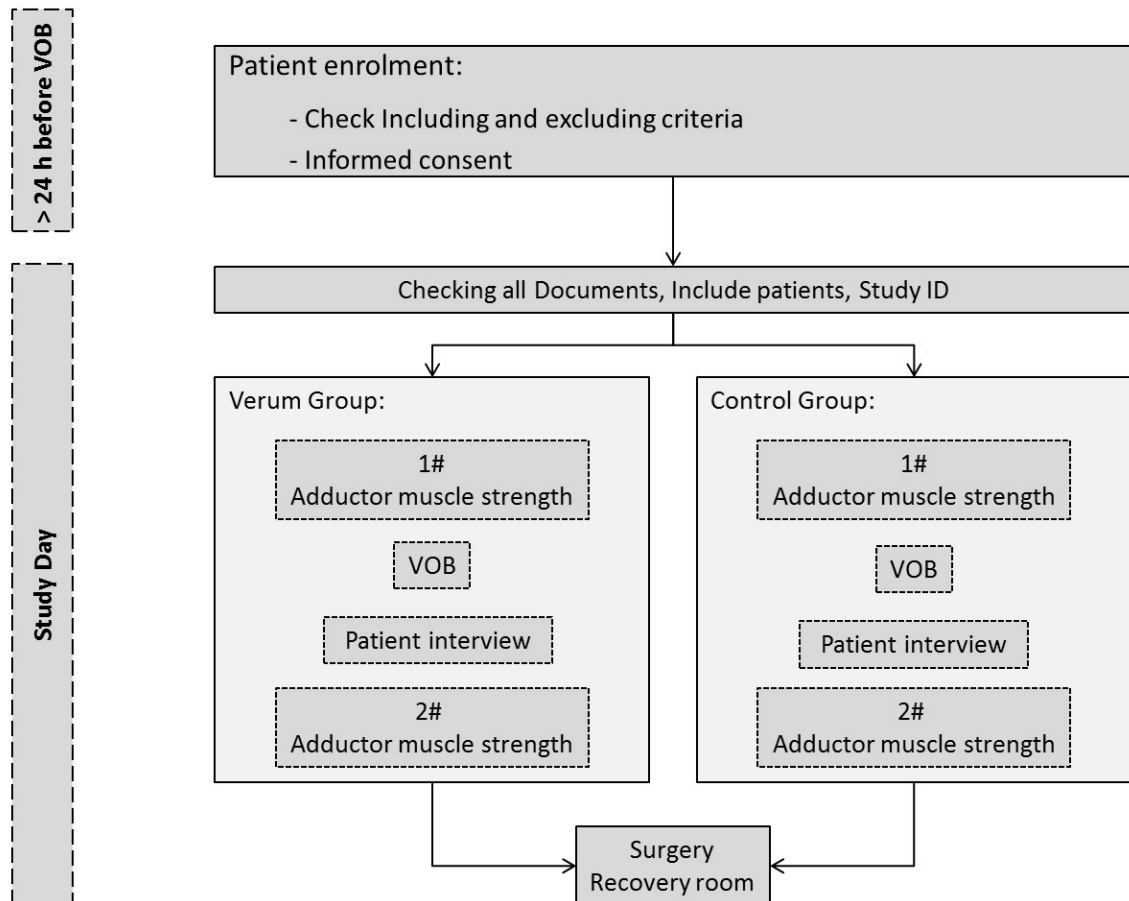 > 24 h before VOB
Patient enrolment:
- Check Including and excluding criteria
- Informed consent
Study Day
Checking all Documents, Include patients, Study ID
Verum Group:
1#
Adductor muscle strength
VOB
Patient interview
2#
Adductor muscle strength
Control Group:
1#
Adductor muscle strength
VOB
Patient interview
2#
Adductor muscle strength
Surgery
Recovery room